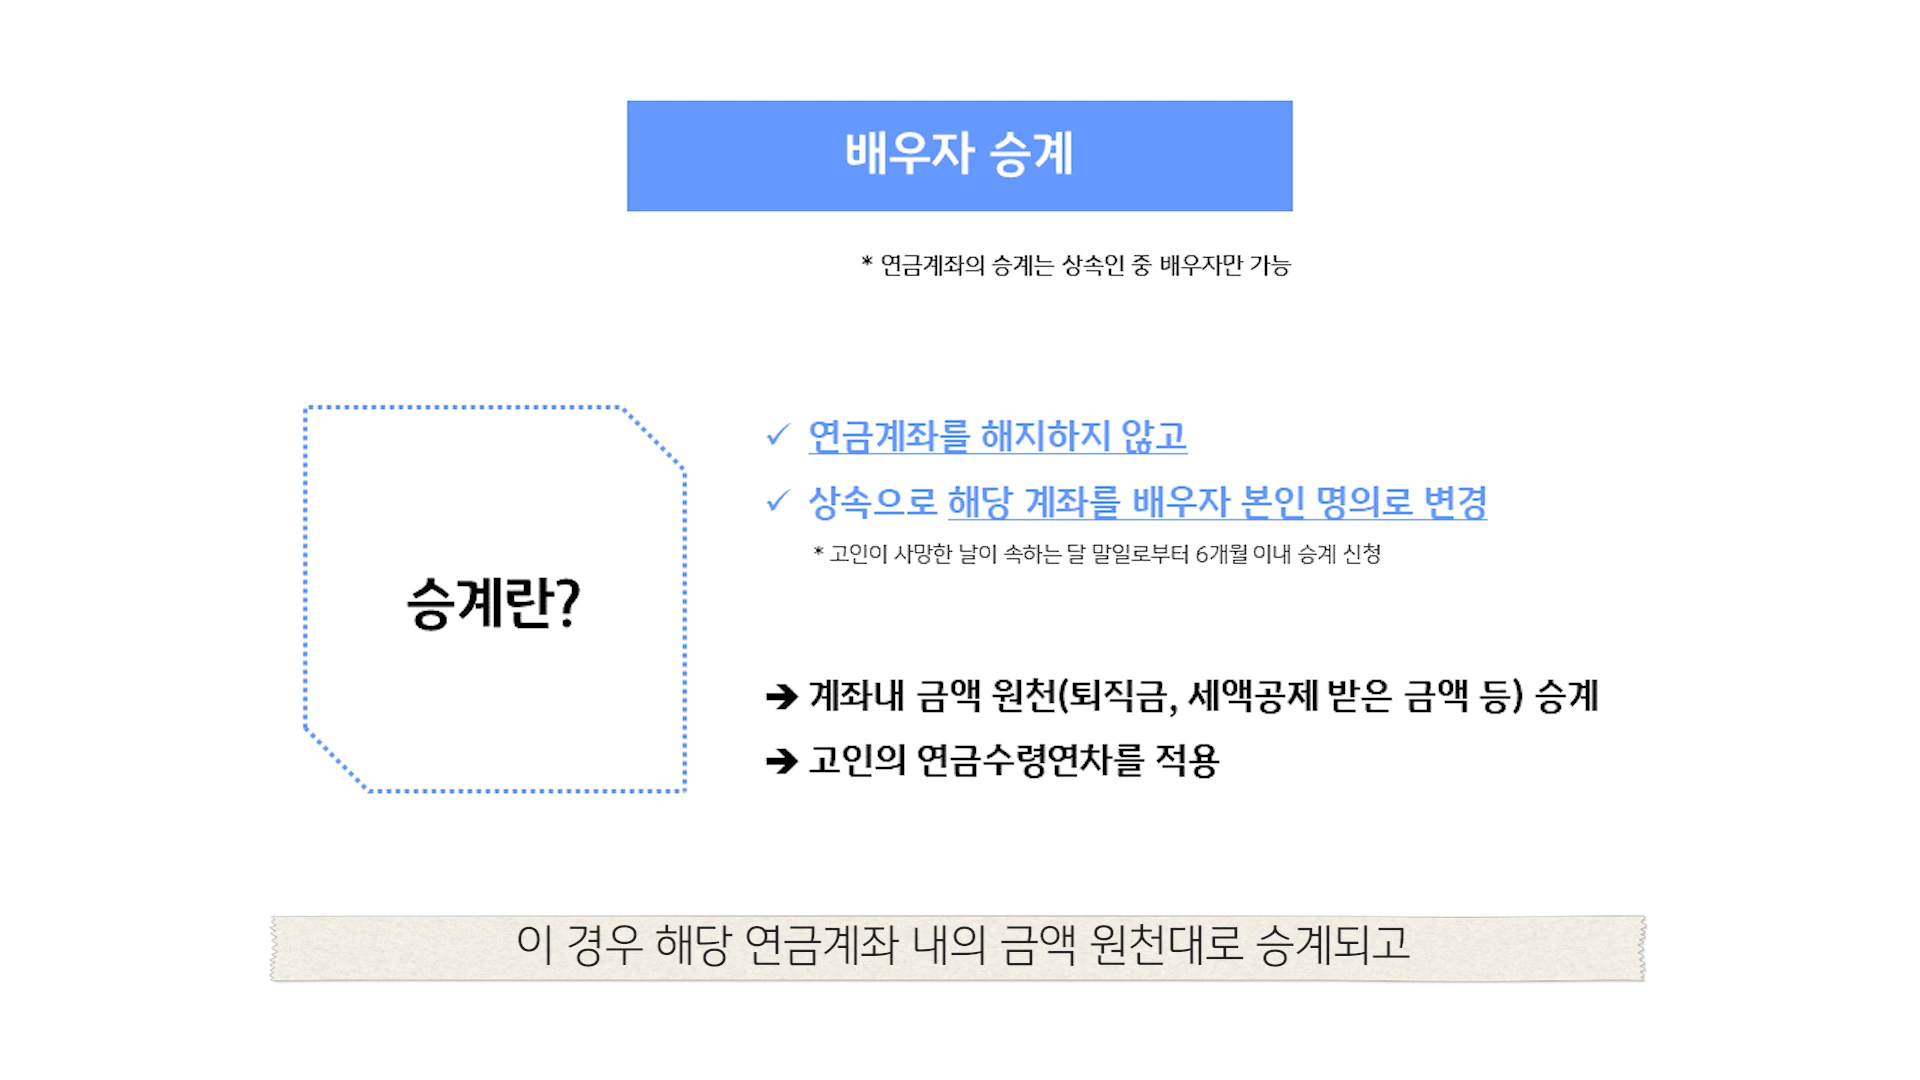 배우자 승계
* 연금계좌의 승계는 상속인 중 배우자만 가능
승계란?
✓ 연금계좌를 해지하지 않고
✓ 상속으로 해당 계좌를 배우자 본인 명의로 변경
* 고인이 사망한 날이 속하는 달 말일로부터 6개월 이내 승계 신청
➔ 계좌내 금액 원천(퇴직금, 세액공제 받은 금액 등) 승계
➔ 고인의 연금수령연차를 적용
이 경우 해당 연금계좌 내의 금액 원천대로 승계되고